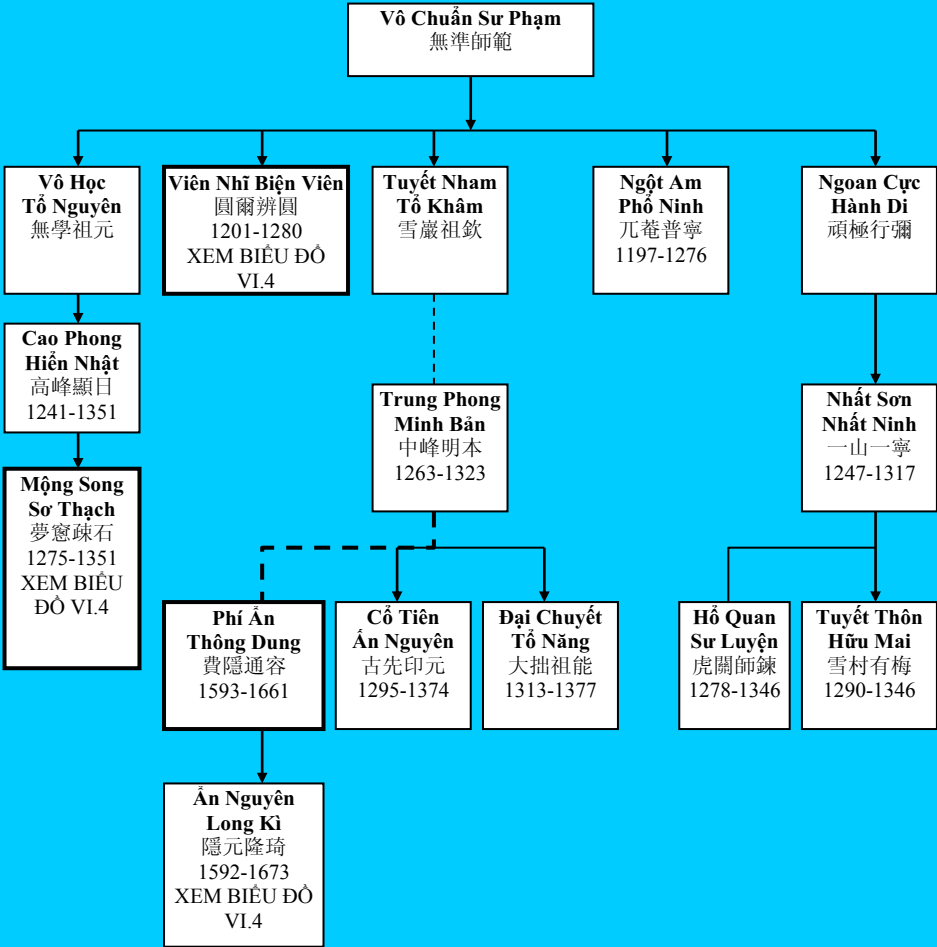 Vô Chuẩn Sư Phạm
無準師範
Vô Học
Tổ Nguyên
無學祖元
Viên Nhĩ Biện Viên
圓爾辨圓
1201-1280
XEM BIỂU ĐỒ
VI.4
Tuyết Nham
Tổ Khâm
雪巖祖欽
Ngột Am
Phổ Ninh
兀菴普寧
1197-1276
Ngoan Cực
Hành Di
頑極行彌
Cao Phong
Hiển Nhật
高峰顯日
1241-1351
Trung Phong
Minh Bản
中峰明本
1263-1323
Nhất Sơn
Nhất Ninh
一山一寧
1247-1317
Mộng Song
Sơ Thạch
夢窗疎石
1275-1351
XEM BIỂU
ĐỒ VI.4
Phí Ẩn
Thông Dung
費隱通容
1593-1661
Cổ Tiên
Ấn Nguyên
古先印元
1295-1374
Đại Chuyết
Tổ Năng
大拙祖能
1313-1377
Hổ Quan
Sư Luyện
虎關師鍊
1278-1346
Tuyết Thôn
Hữu Mai
雪村有梅
1290-1346
Ẩn Nguyên
Long Kì
隱元隆琦
1592-1673
XEM BIỂU ĐỒ
VI.4